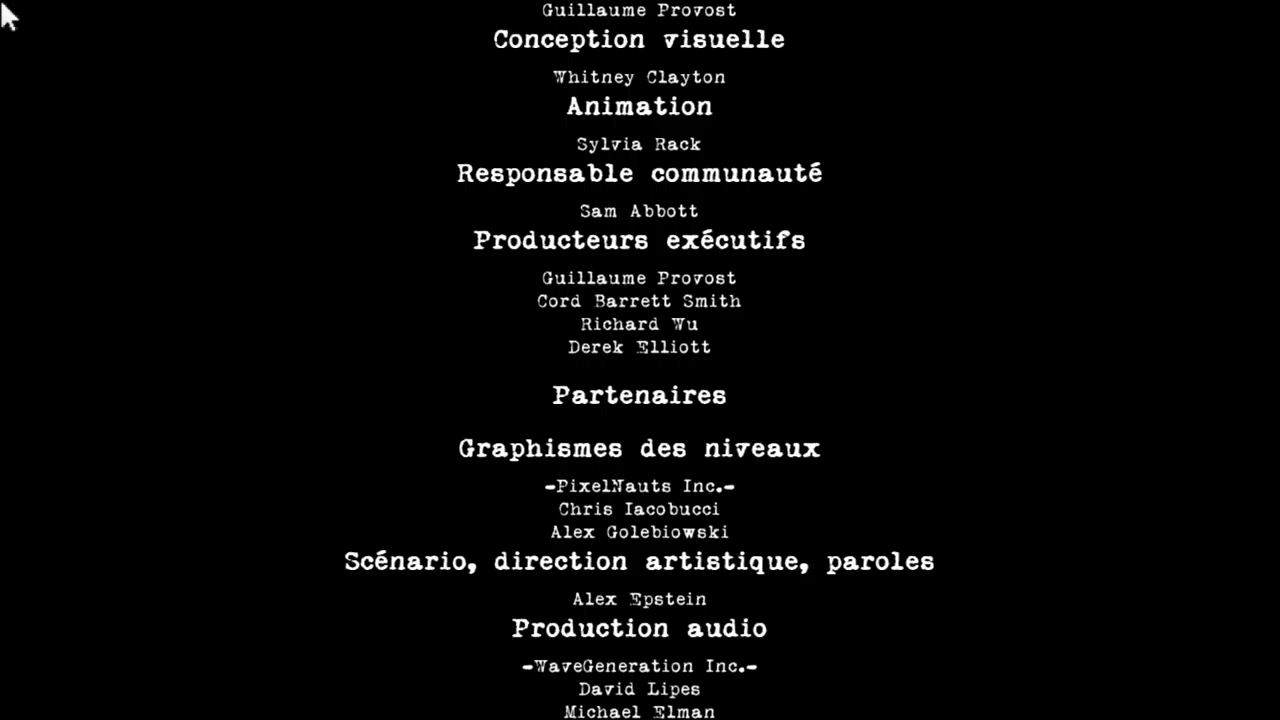 Guillaume Provost
Conception visuelle
Whitney Clayton
Animation
Sylvia Rack
Responsable communauté
Sam Abbott
Producteurs exécutifs
Guillaume Provost
Cord Barrett Smith
Richard Wu
Derek Elliott
Partenaires
Graphismes des niveaux
-PixelNauts Inc.-
Chris Iacobucci
Alex Golebiowski
Scénario, direction artistique, paroles
Alex Epstein
Production audio
-WaveGeneration Inc.-
David Lipes
Michael Elman